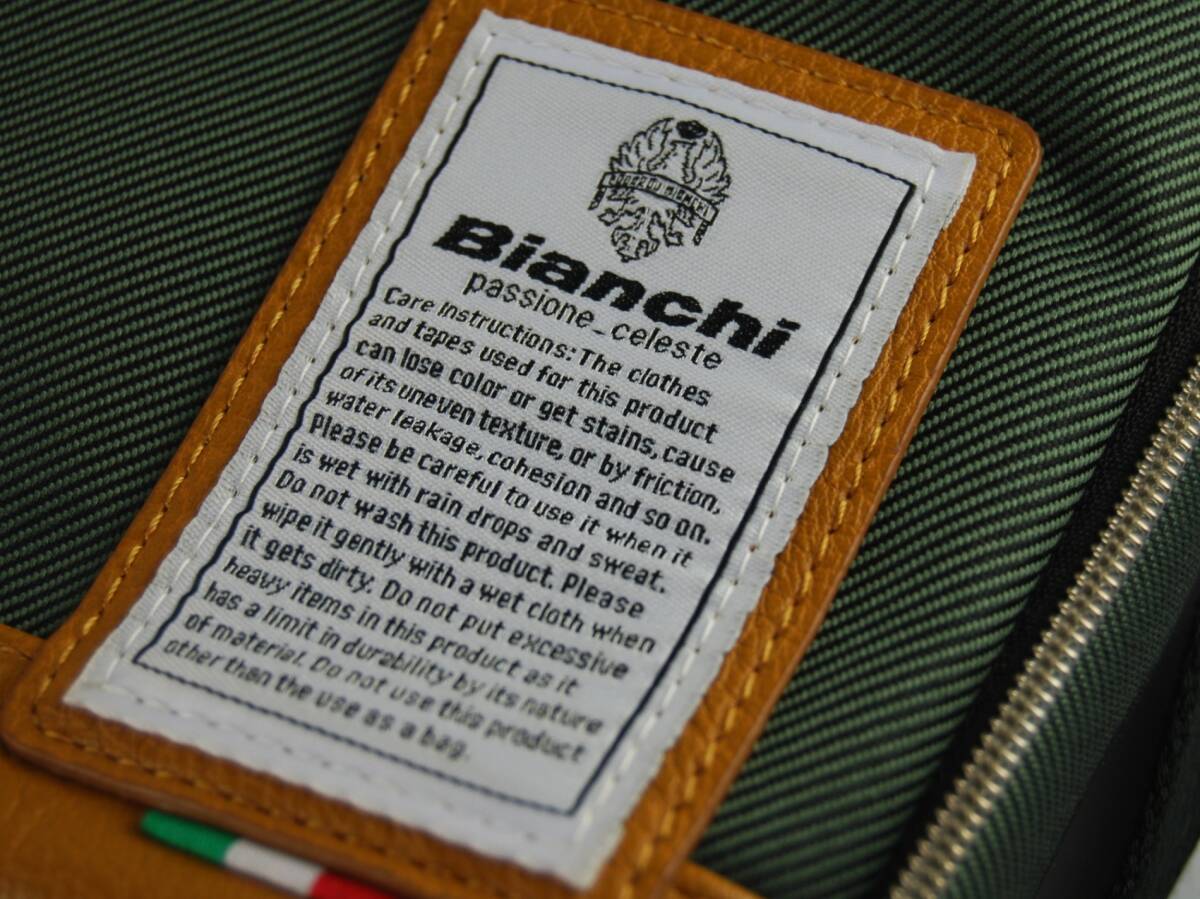 EDOARDO BIANCHI
Bianchi
passione_celeste
Care Instructions: The clothes
and tapes used for this product
can lose color or get stains, cause
of its uneven texture, or by friction,
water leakage, cohesion and so on.
Please be careful to use it when it
is wet with rain drops and sweat.
Do not wash this product. Please
wipe it gently with a wet cloth when
it gets dirty. Do not put excessive
heavy items in this product as it
has a limit in durability by its nature
of material. Do not use this product
other than the use as a bag.